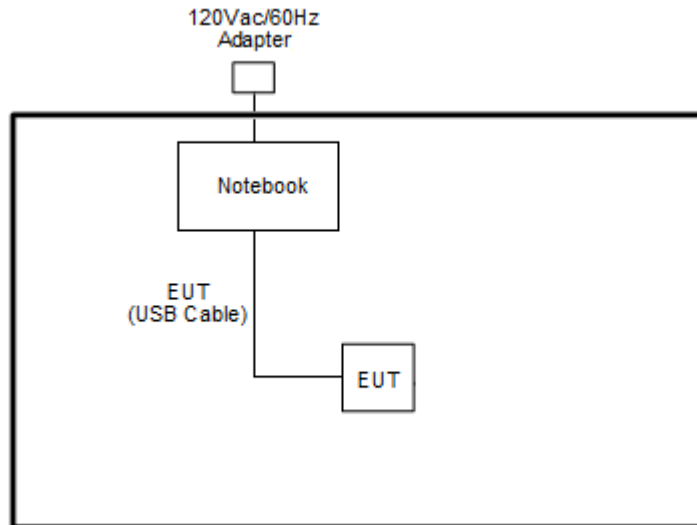 120Vac/60Hz
Adapter
Notebook
EUT
(USB Cable)
EUT